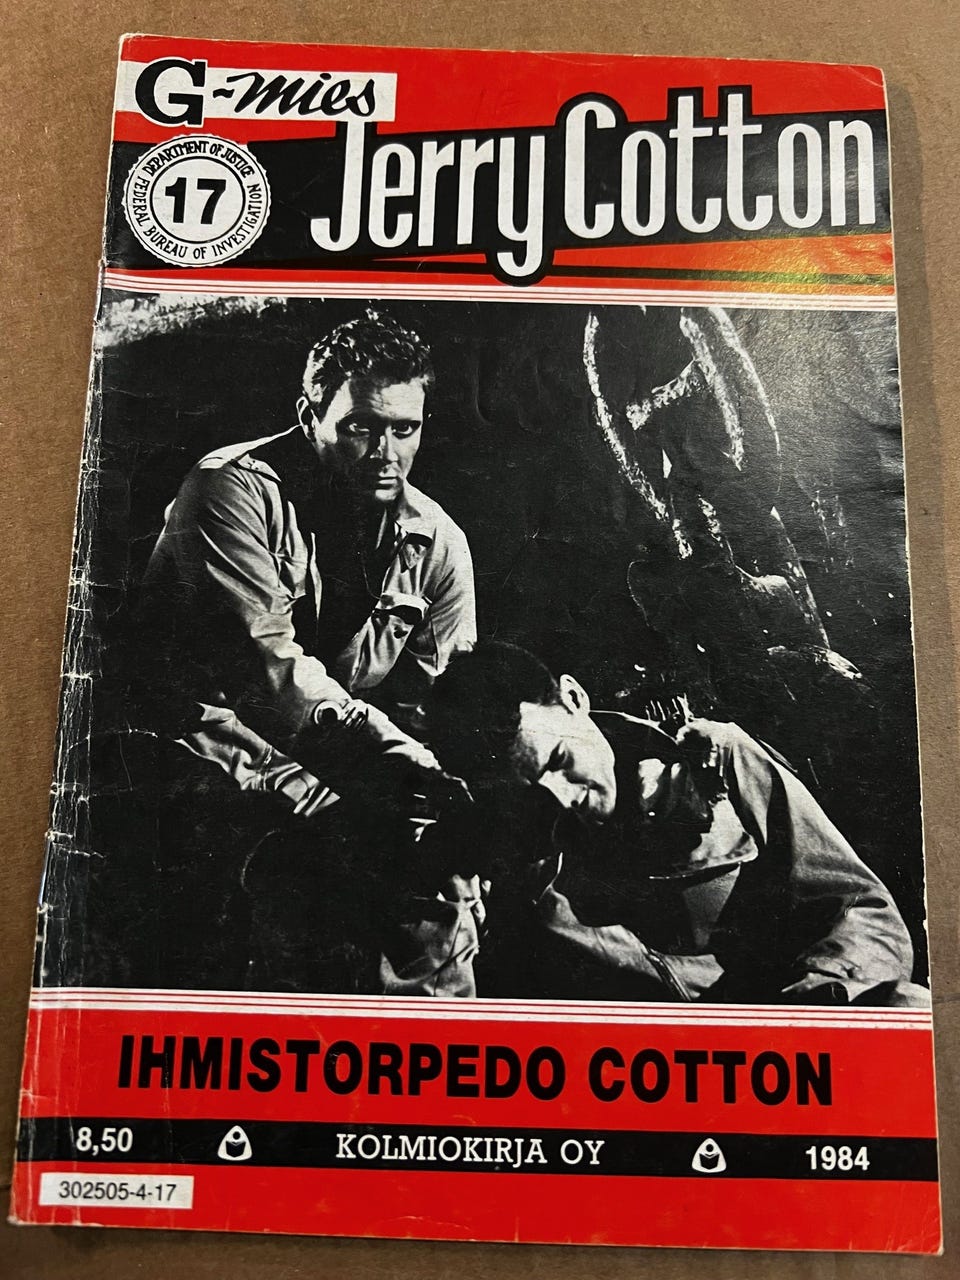 G-mies
Jerry Cotton
DEPARTMENT OF JUSTICE
17
FEDERAL BUREAU OF INVESTIGATION
IHMISTORPEDO COTTON
8,50 KOLMIOKIRJA OY 1984
302505-4-17